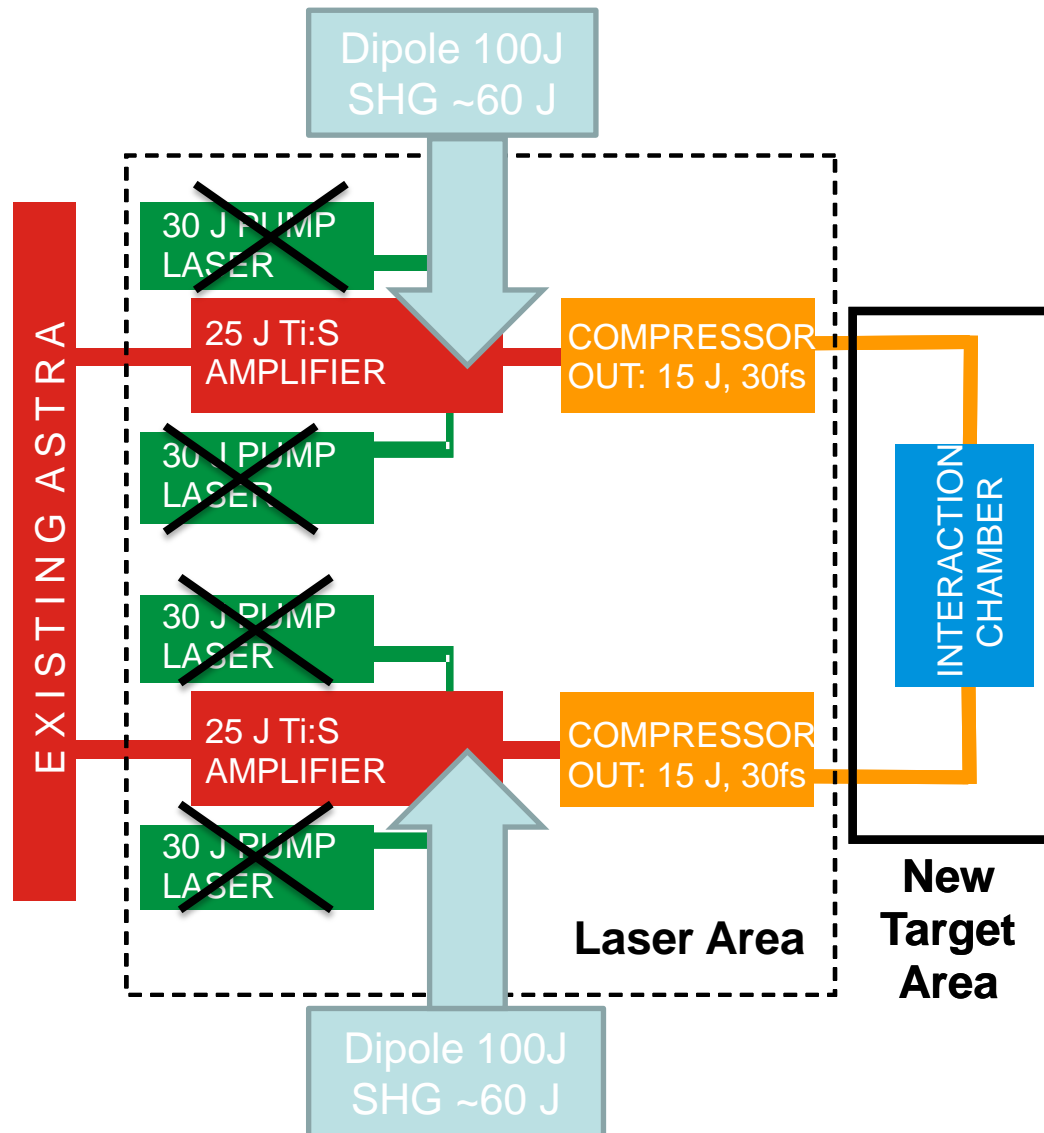 Dipole 100J
SHG ~60 J
30 J PUMP
LASER
EXISTING ASTRA
25 J Ti:S
AMPLIFIER
COMPRESSOR
OUT: 15 J, 30fs
30 J PUMP
LASER
INTERACTION
CHAMBER
30 J PUMP
LASER
25 J Ti:S
AMPLIFIER
COMPRESSOR
OUT: 15 J, 30fs
30 J PUMP
LASER
Laser Area
New
Target
Area
Dipole 100J
SHG ~60 J